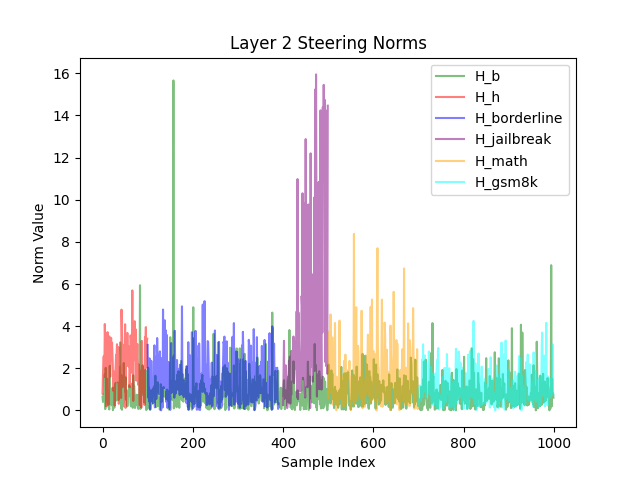 Layer 2 Steering Norms
16
14
12
10
8
6
4
2
0
Norm Value
H_b
H_h
H_borderline
H_jailbreak
H_math
H_gsm8k
0 200 400 600 800 1000
Sample Index